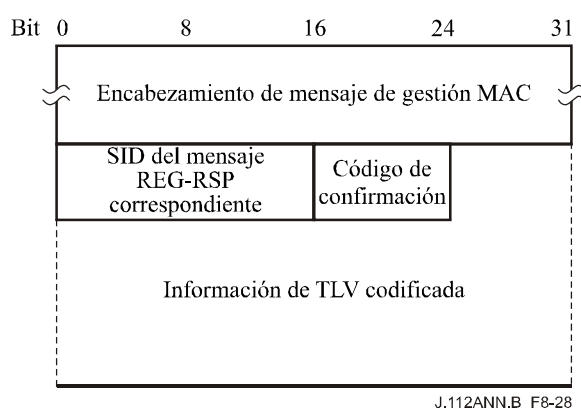 Bit 0 8 16 24 31
Encabezamiento de mensaje de gestión MAC
SID del mensaje
REG-RSP
correspondiente
Código de
confirmación
Información de TLV codificada
J.112ANN.B_F8-28